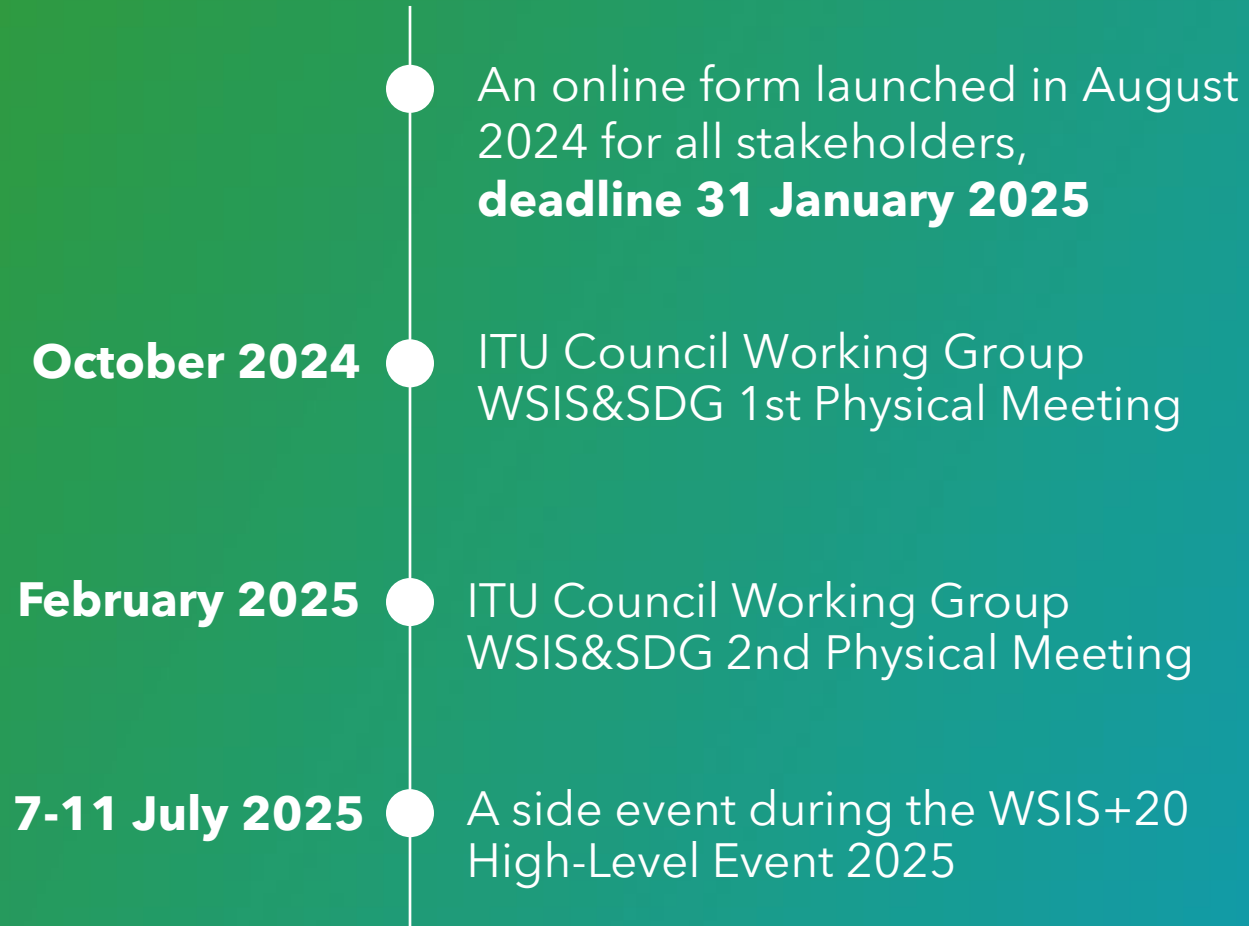 An online form launched in August
2024 for all stakeholders,
deadline 31 January 2025
October 2024
ITU Council Working Group
WSIS&SDG 1st Physical Meeting
February 2025
ITU Council Working Group
WSIS&SDG 2nd Physical Meeting
7-11 July 2025
A side event during the WSIS+20
High-Level Event 2025